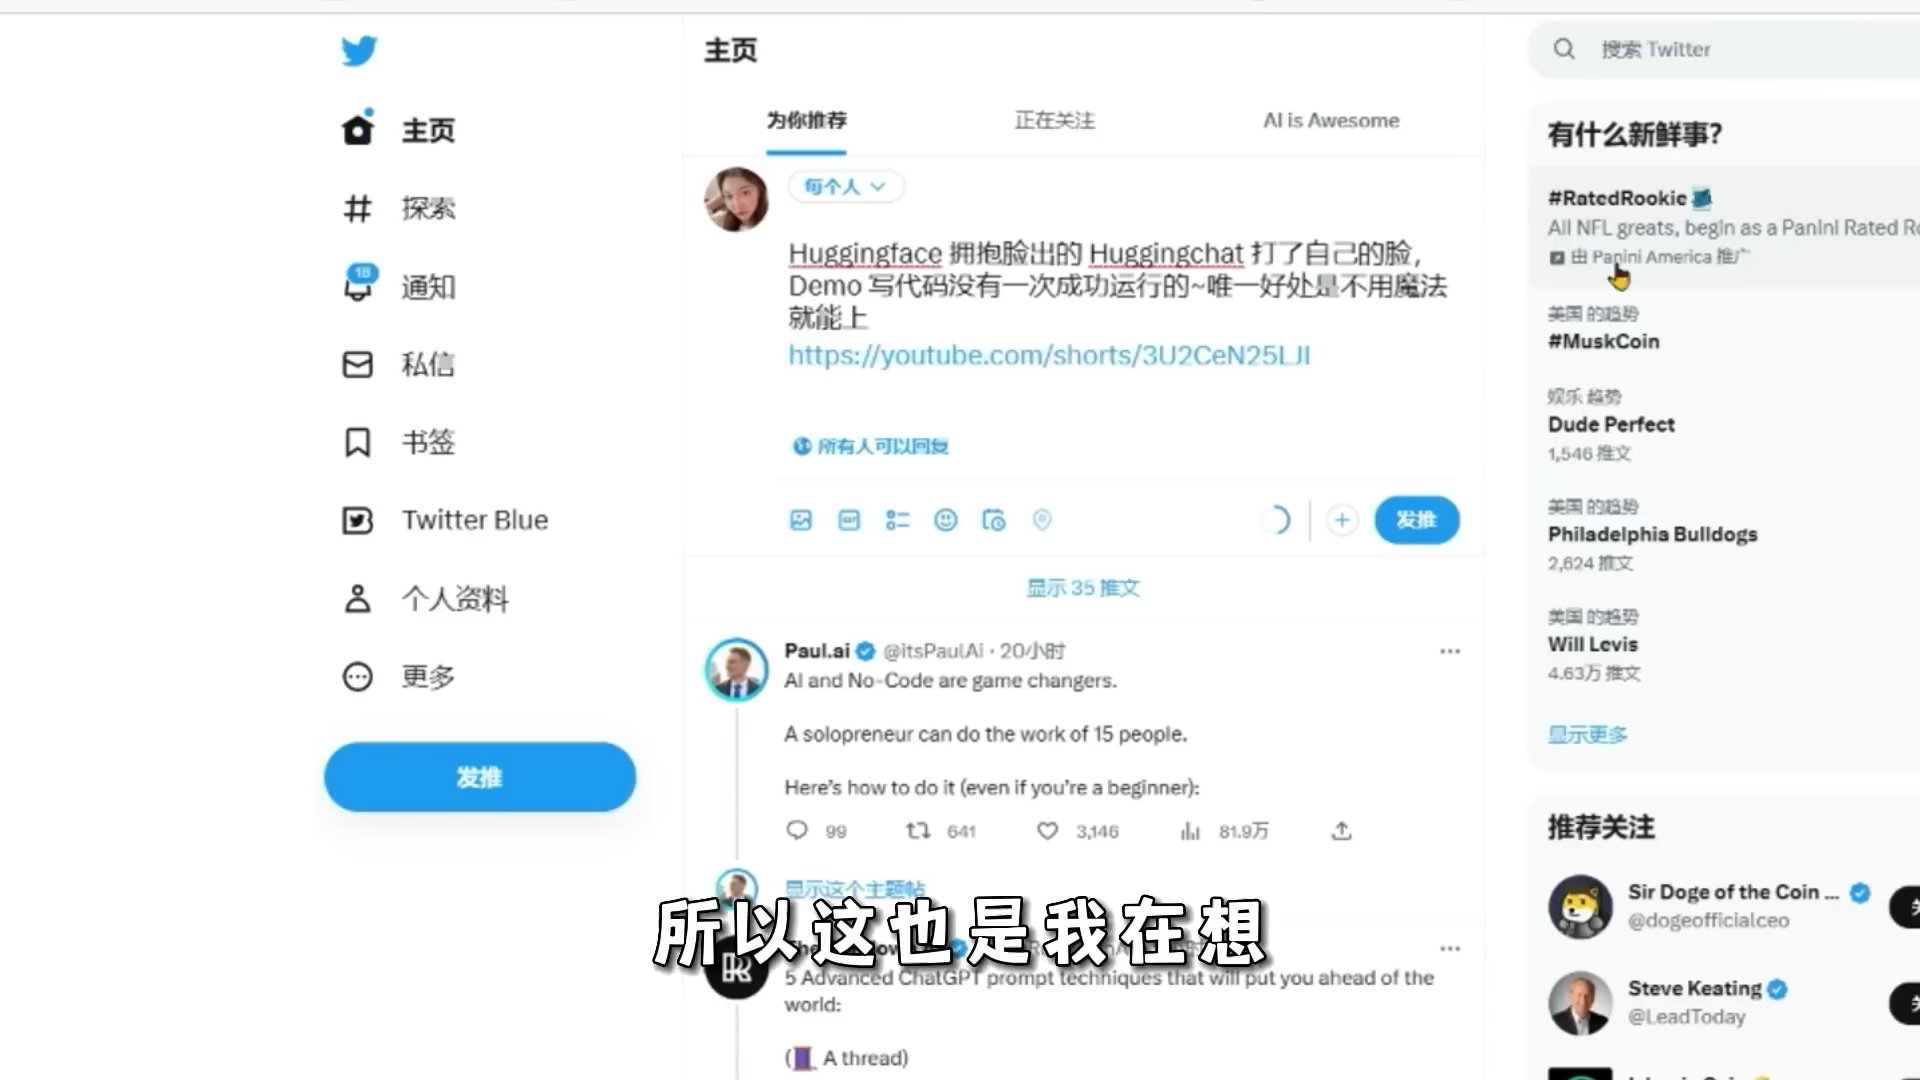 主页
探索
18
通知
私信
书签
Twitter Blue
个人资料
更多
发推
主页
为你推荐
正在关注
AI is Awesome
每个人
Huggingface 拥抱脸出的 Huggingchat 打了自己的脸，
Demo 写代码没有一次成功运行的~唯一好处是不用魔法
就能上
https://youtube.com/shorts/3U2CeN25LJI
所有人可以回复
GIF
发推
显示 35 推文
Paul.ai @itsPaulAi · 20小时
AI and No-Code are game changers.
A solopreneur can do the work of 15 people.
Here's how to do it (even if you're a beginner):
99 641 3,146 81.9万
显示这个主题帖
5 Advanced ChatGPT prompt techniques that will put you ahead of the
world:
( A thread)
所以这也是我在想
搜索 Twitter
有什么新鲜事?
#RatedRookie
All NFL greats, begin as a Panini Rated
由 Panini America 推广
美国 的趋势
#MuskCoin
娱乐 趋势
Dude Perfect
1,546 推文
美国 的趋势
Philadelphia Bulldogs
2,624 推文
美国 的趋势
Will Levis
4.63万 推文
显示更多
推荐关注
Sir Doge of the Coin ...
@dogeofficialceo
Steve Keating
@LeadToday